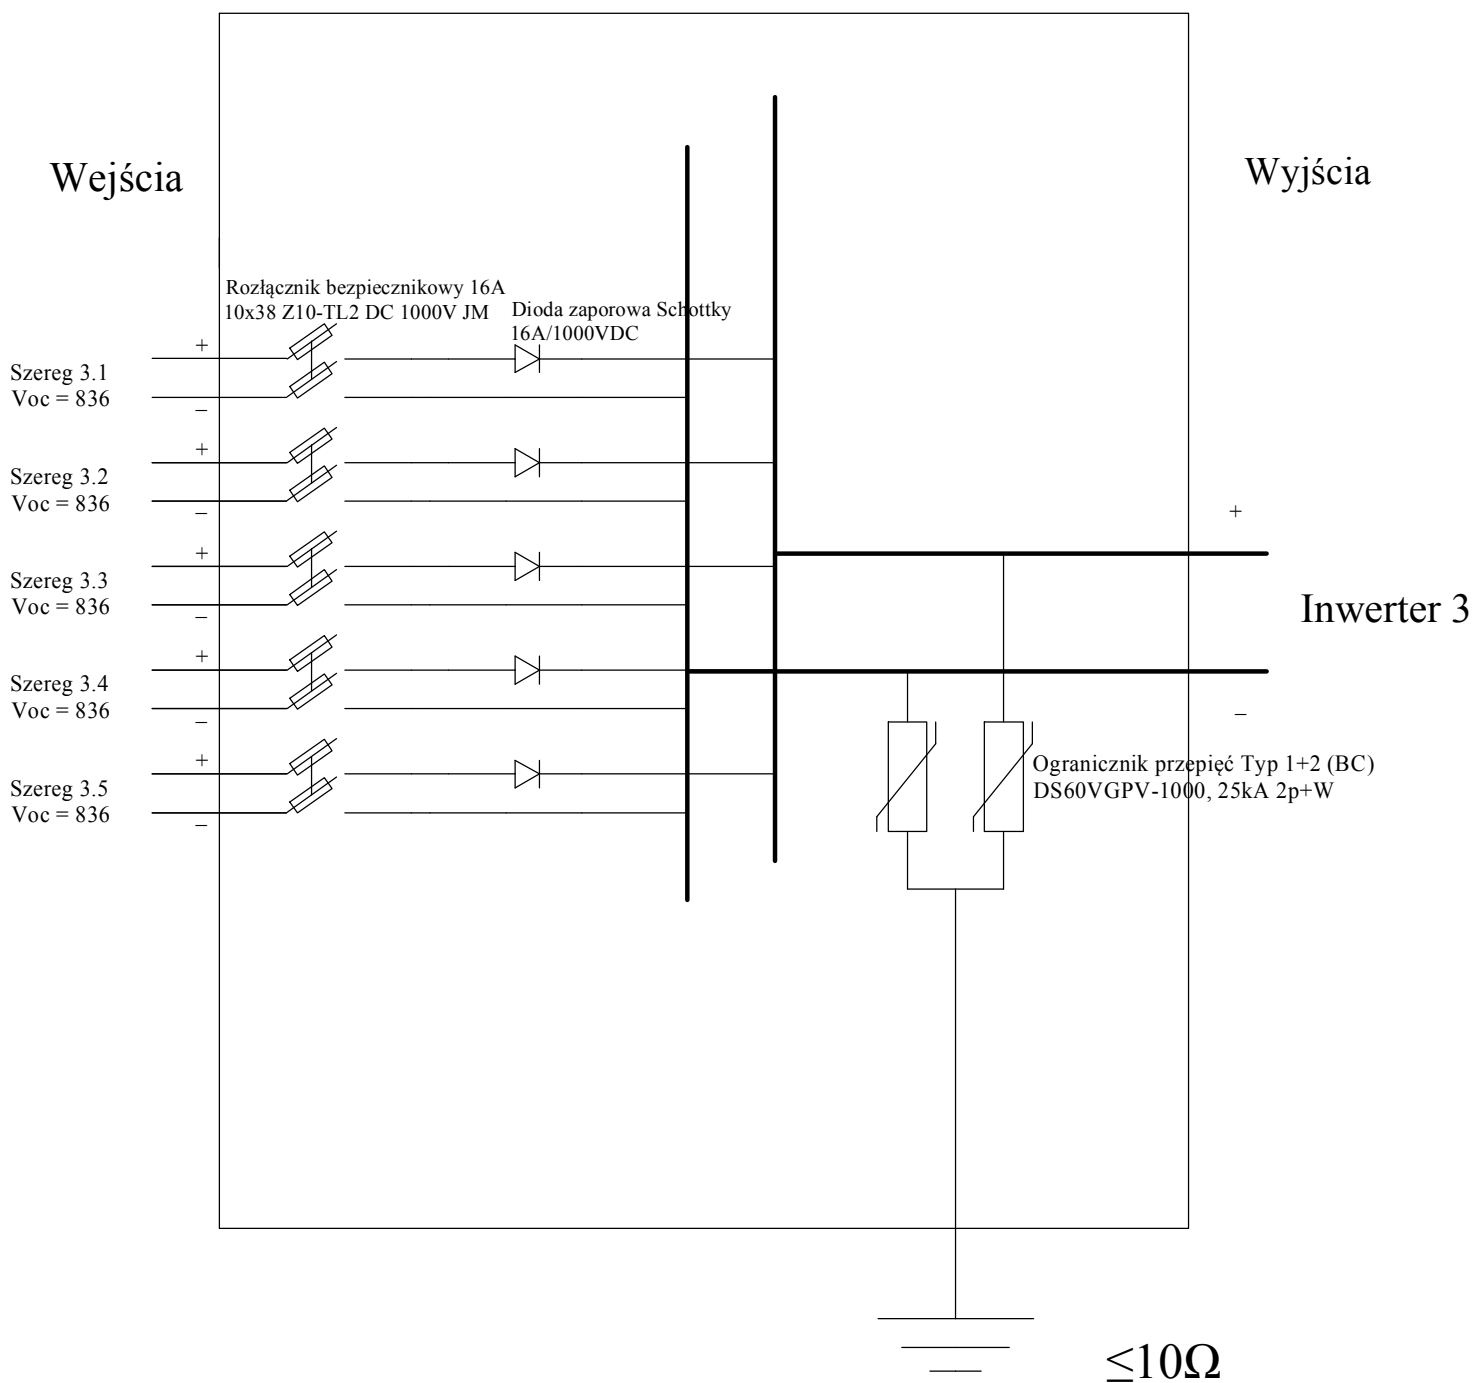 Wejścia
Wyjścia
Rozłącznik bezpiecznikowy 16A
10x38 Z10-TL2 DC 1000V JM
Dioda zaporowa Schottky
16A/1000VDC
+
Szereg 3.1
Voc = 836
−
+
Szereg 3.2
Voc = 836
−
+
Szereg 3.3
Voc = 836
−
+
Szereg 3.4
Voc = 836
−
+
Szereg 3.5
Voc = 836
−
+
Inwerter 3
−
Ogranicznik przepięć Typ 1+2 (BC)
DS60VGPV-1000, 25kA 2p+W
≤10Ω